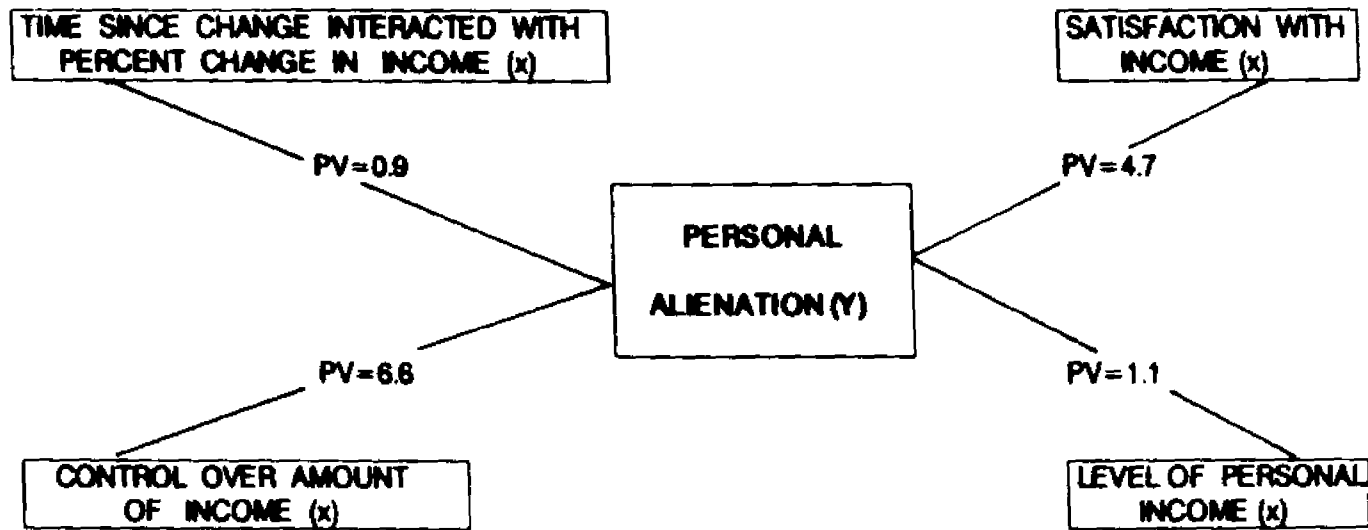 TIME SINCE CHANGE INTERACTED WITH
PERCENT CHANGE IN INCOME (x)
SATISFACTION WITH
INCOME (x)
PV=0.9
PV=4.7
PERSONAL
ALIENATION (Y)
PV=6.6
PV=1.1
CONTROL OVER AMOUNT
OF INCOME (x)
LEVEL OF PERSONAL
INCOME (x)